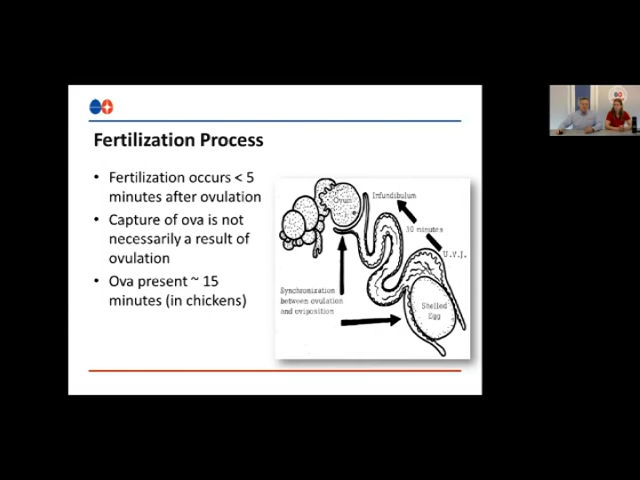 Fertilization Process
• Fertilization occurs < 5
minutes after ovulation
• Capture of ova is not
necessarily a result of
ovulation
• Ova present ~ 15
minutes (in chickens)
Ovum
Infundibulum
30 minutes
U.V.J.
Synchronization
between ovulation
and oviposition
Shelled
Egg